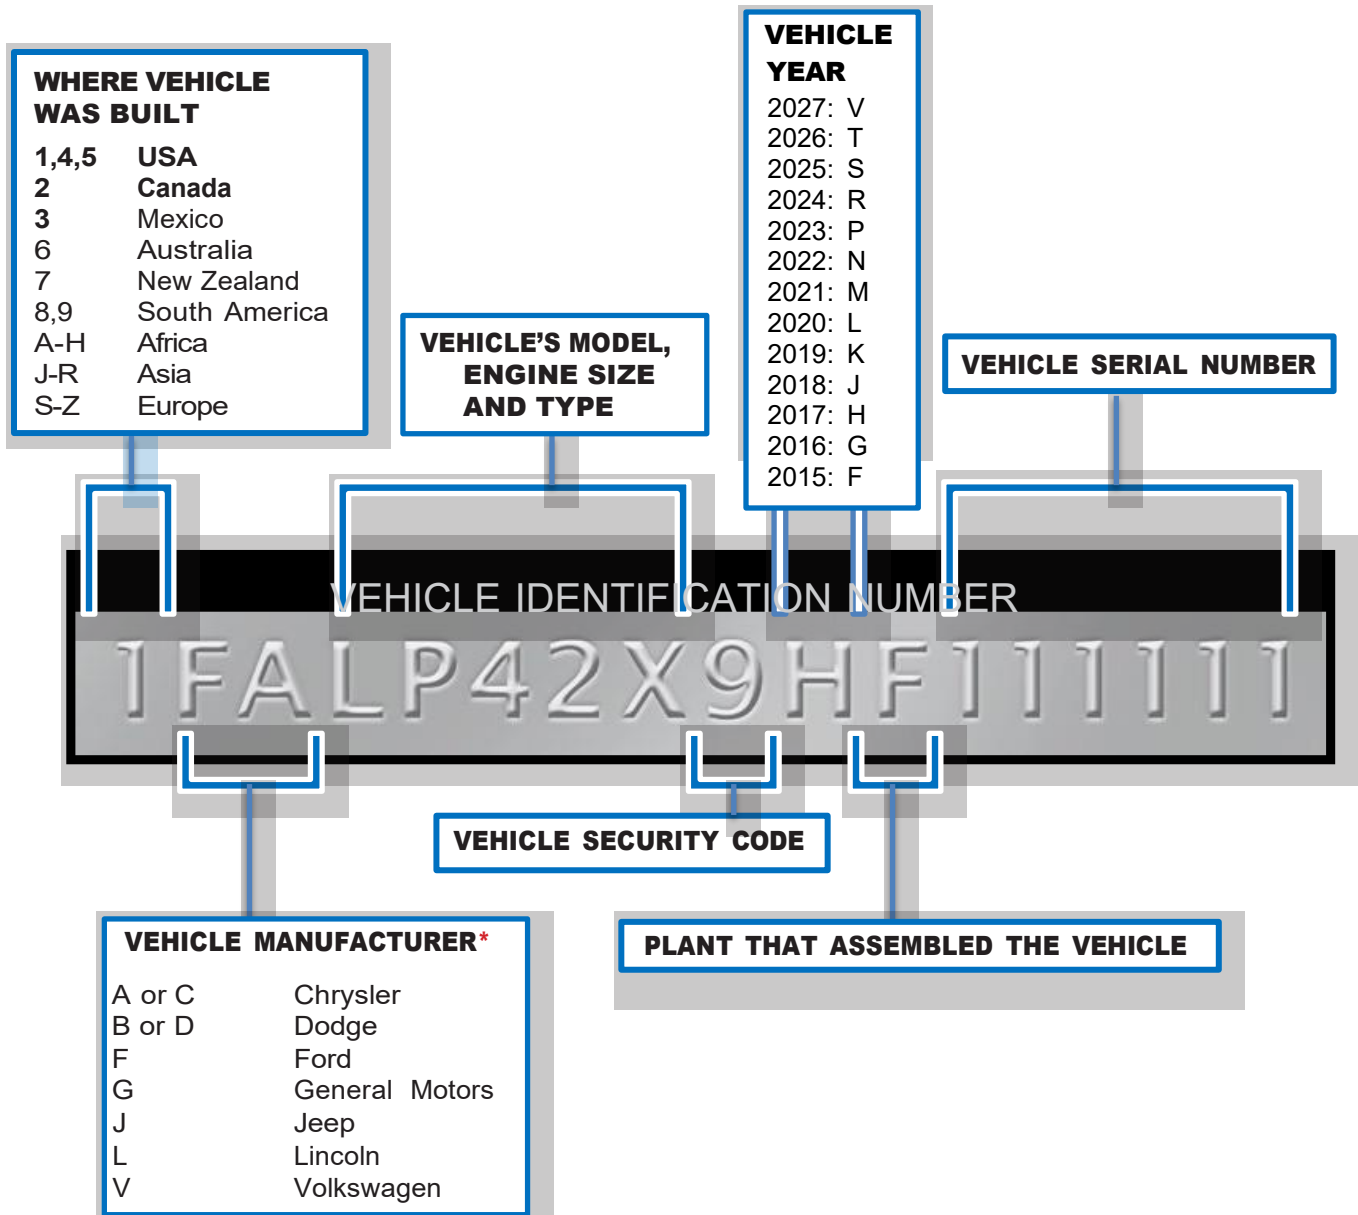 WHERE VEHICLE
WAS BUILT
1,4,5 USA
2 Canada
3 Mexico
6 Australia
7 New Zealand
8,9 South America
A-H Africa
J-R Asia
S-Z Europe
VEHICLE'S MODEL,
ENGINE SIZE
AND TYPE
VEHICLE
YEAR
2027: V
2026: T
2025: S
2024: R
2023: P
2022: N
2021: M
2020: L
2019: K
2018: J
2017: H
2016: G
2015: F
VEHICLE SERIAL NUMBER
VEHICLE IDENTIFICATION NUMBER
1FALP42X9HF111111
VEHICLE SECURITY CODE
PLANT THAT ASSEMBLED THE VEHICLE
VEHICLE MANUFACTURER*
A or C Chrysler
B or D Dodge
F Ford
G General Motors
J Jeep
L Lincoln
V Volkswagen